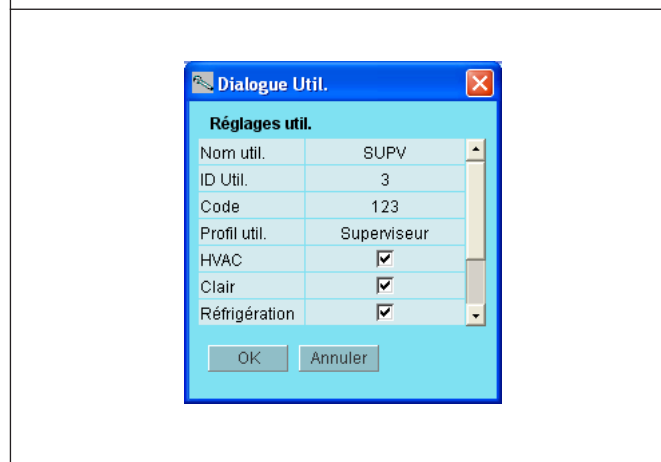 Dialogue Util.
Réglages util.
Nom util. SUPV
ID Util. 3
Code 123
Profil util. Superviseur
HVAC
Clair
Réfrigération
OK Annuler